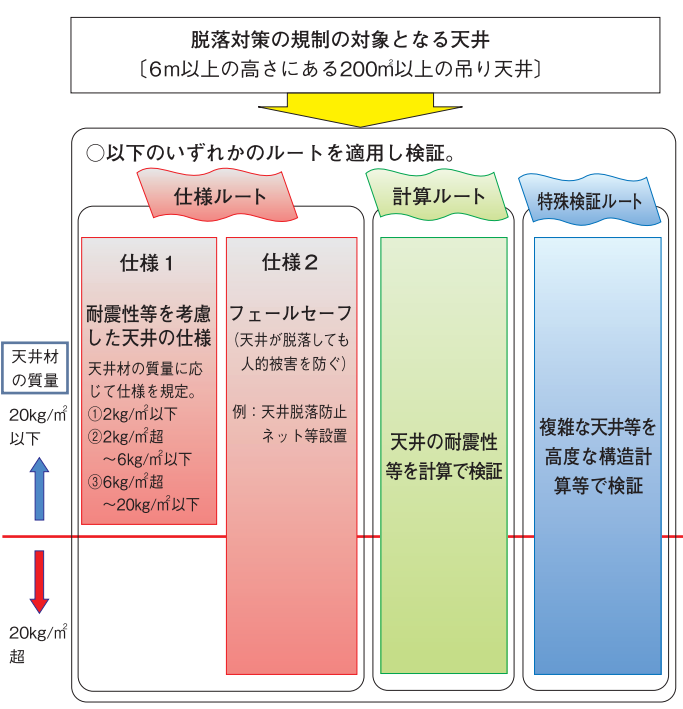 脱落対策の規制の対象となる天井
〔6m以上の高さにある200㎡以上の吊り天井〕
○以下のいずれかのルートを適用し検証。
仕様ルート
計算ルート
特殊検証ルート
仕様1
耐震性等を考慮
した天井の仕様
天井材の質量に応
じて仕様を規定。
①2kg/㎡以下
②2kg/㎡超
～6kg/㎡以下
③6kg/㎡超
～20kg/㎡以下
仕様2
フェールセーフ
(天井が脱落しても
人的被害を防ぐ)
例：天井脱落防止
ネット等設置
天井の耐震性
等を計算で検証
複雑な天井等を
高度な構造計
算等で検証
天井材
の質量
20kg/㎡
以下
20kg/㎡
超